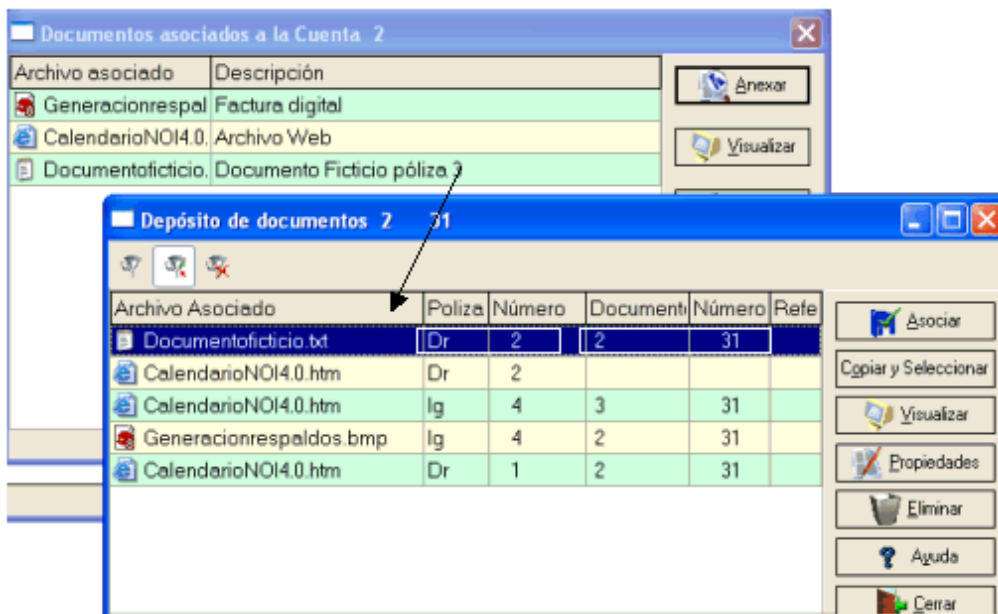 Documentos asociados a la Cuenta 2
Archivo asociado Descripción
Generacionrespal Factura digital
CalendarioNOI4.0. Archivo Web
Documentoficticio. Documento Ficticio póliza 3
Anexar
Visualizar
Depósito de documentos 2 31
Archivo Asociado Poliza Número Document Número Refe
Documentoficticio.txt Dr 2 2 31
CalendarioNOI4.0.htm Dr 2
CalendarioNOI4.0.htm Ig 4 3 31
Generacionrespaldos.bmp Ig 4 2 31
CalendarioNOI4.0.htm Dr 1 2 31
Asociar
Copiar y Seleccionar
Visualizar
Propiedades
Eliminar
Ayuda
Cerrar